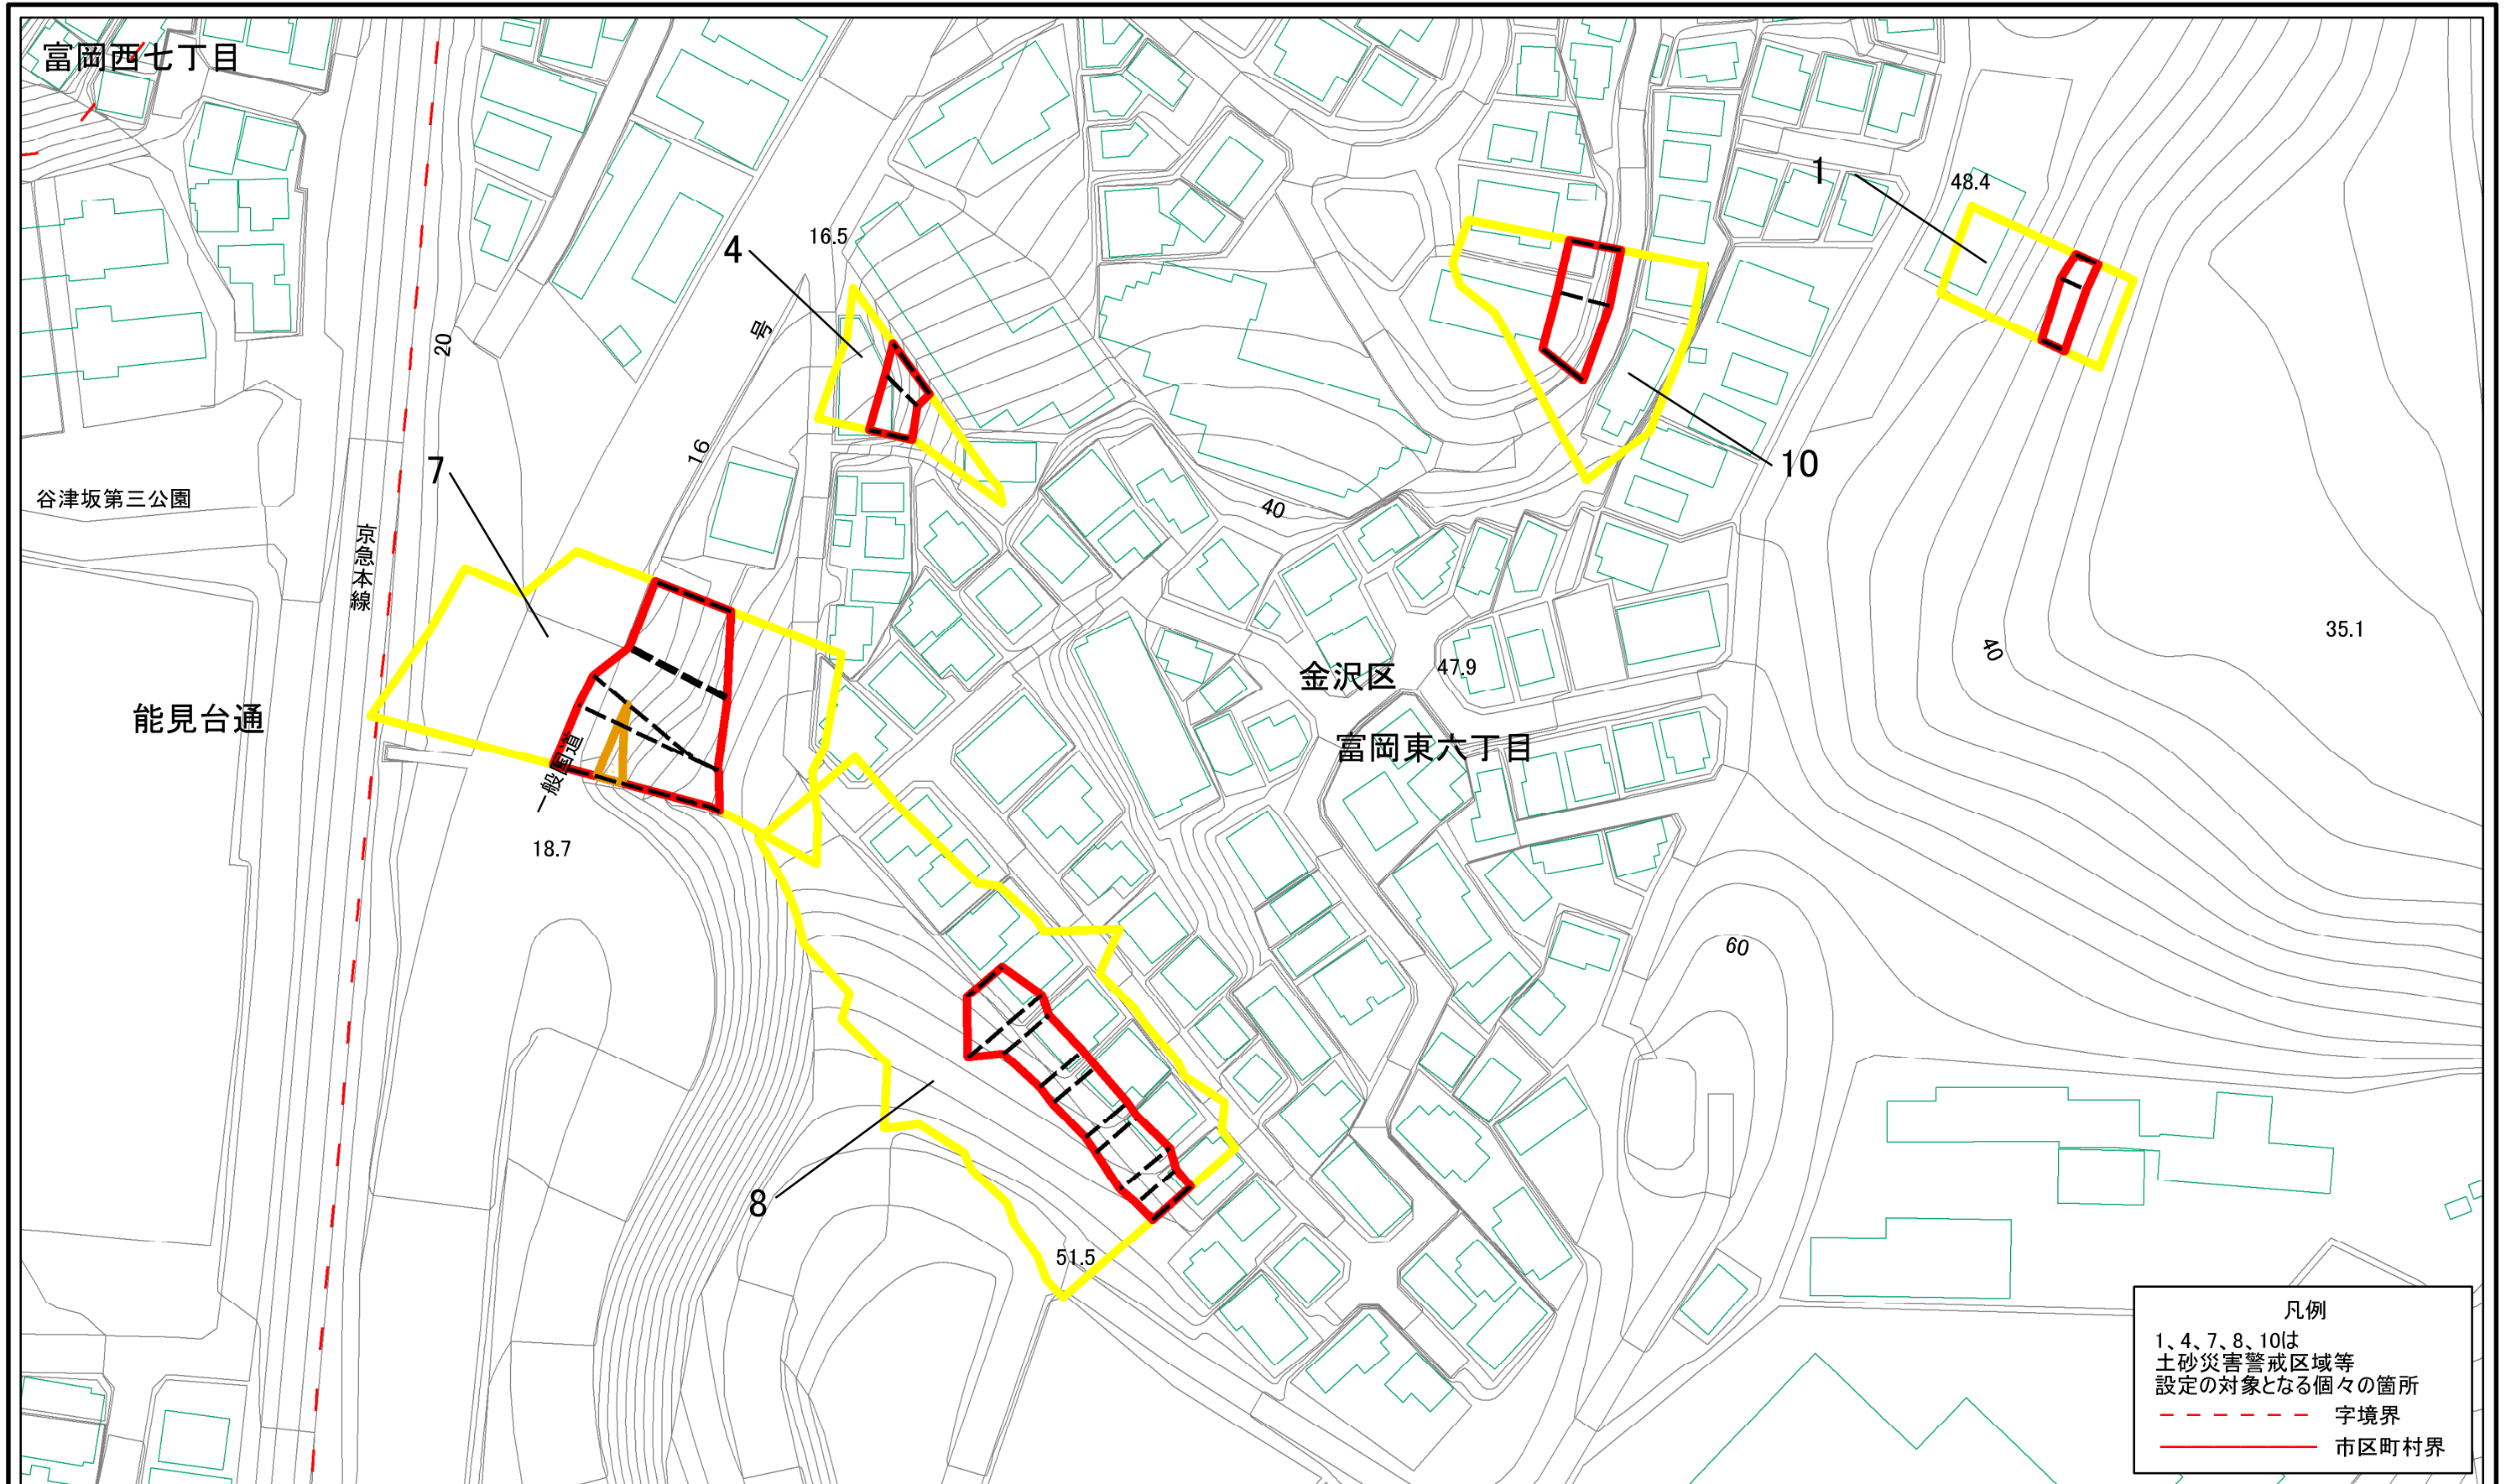 富岡西七丁目
1
48.4
4
16.5
号
20
16
7
10
谷津坂第三公園
40
京急本線
金沢区
47.9
40
35.1
能見台通
富岡東六丁目
一般国道
18.7
60
8
51.5
凡例
1、4、7、8、10は
土砂災害警戒区域等
設定の対象となる個々の箇所
字境界
市区町村界